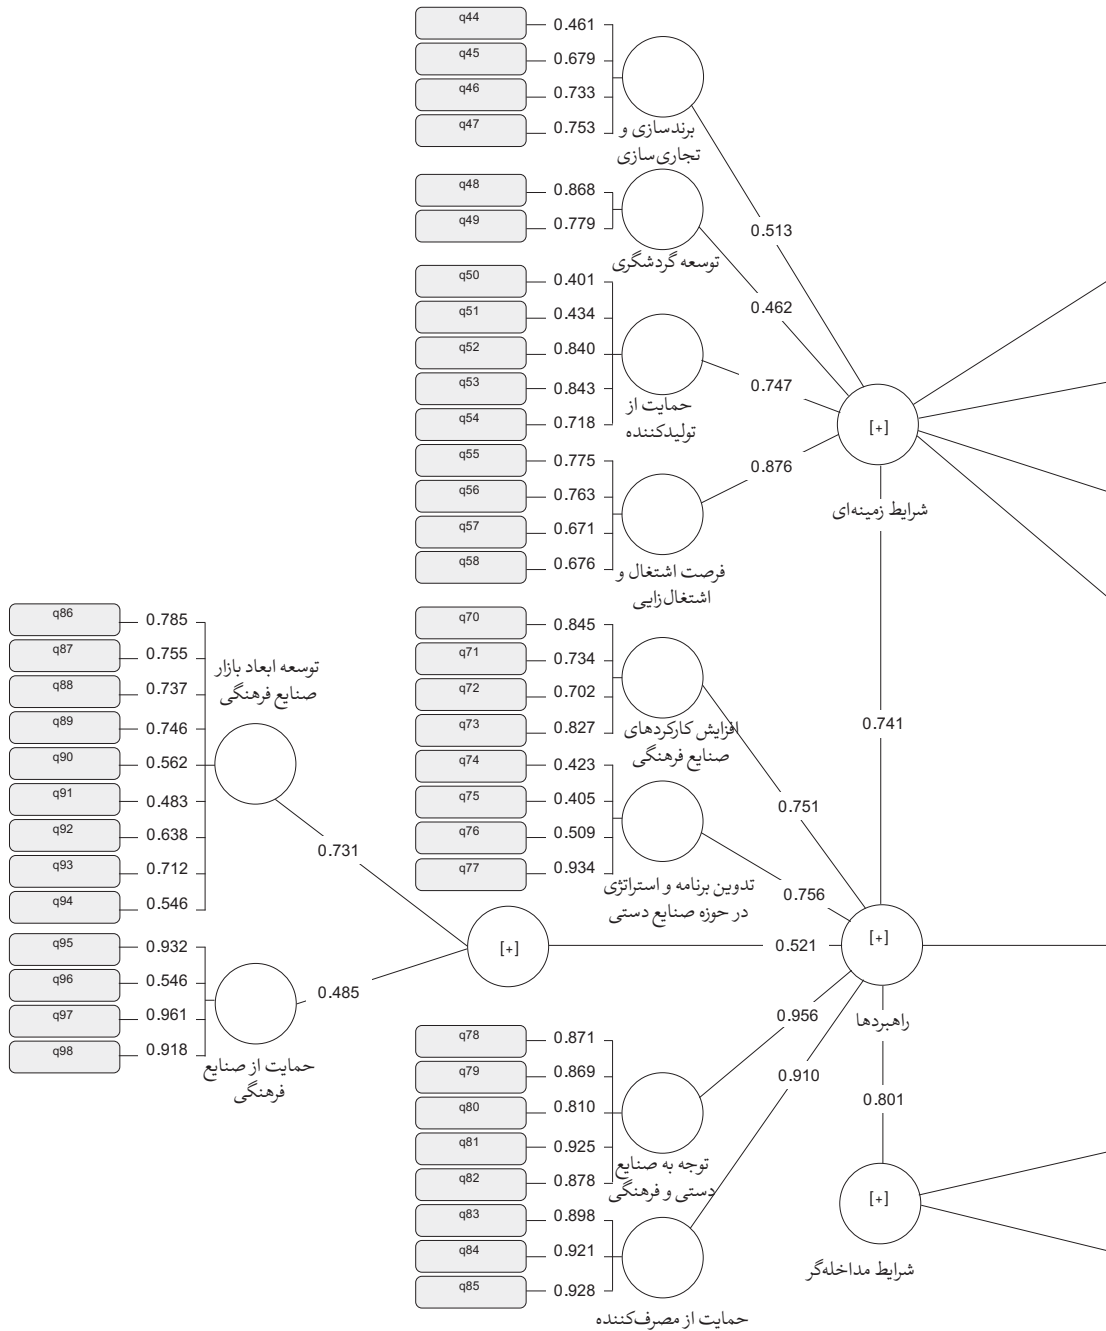 q44 0.461
q45 0.679
q46 0.733
q47 0.753
برندسازی و
تجاری‌سازی
q48 0.868
q49 0.779
توسعه گردشگری
q50 0.401
q51 0.434
q52 0.840
q53 0.843
q54 0.718
حمایت از
تولیدکننده
q55 0.775
q56 0.763
q57 0.671
q58 0.676
فرصت اشتغال و
اشتغال‌زایی
0.513
0.462
0.747
0.876
[+]
شرایط زمینه‌ای
0.741
q86 0.785
q87 0.755
q88 0.737
q89 0.746
q90 0.562
q91 0.483
q92 0.638
q93 0.712
q94 0.546
توسعه ابعاد بازار
صنایع فرهنگی
0.731
q95 0.932
q96 0.546
q97 0.961
q98 0.918
حمایت از صنایع
فرهنگی
0.485
[+]
0.521
q70 0.845
q71 0.734
q72 0.702
q73 0.827
افزایش کارکردهای
صنایع فرهنگی
0.751
q74 0.423
q75 0.405
q76 0.509
q77 0.934
تدوین برنامه و استراتژی
در حوزه صنایع دستی
0.756
[+]
راهبردها
q78 0.871
q79 0.869
q80 0.810
q81 0.925
q82 0.878
توجه به صنایع
دستی و فرهنگی
0.956
q83 0.898
q84 0.921
q85 0.928
حمایت از مصرف‌کننده
0.910
0.801
[+]
شرایط مداخله‌گر